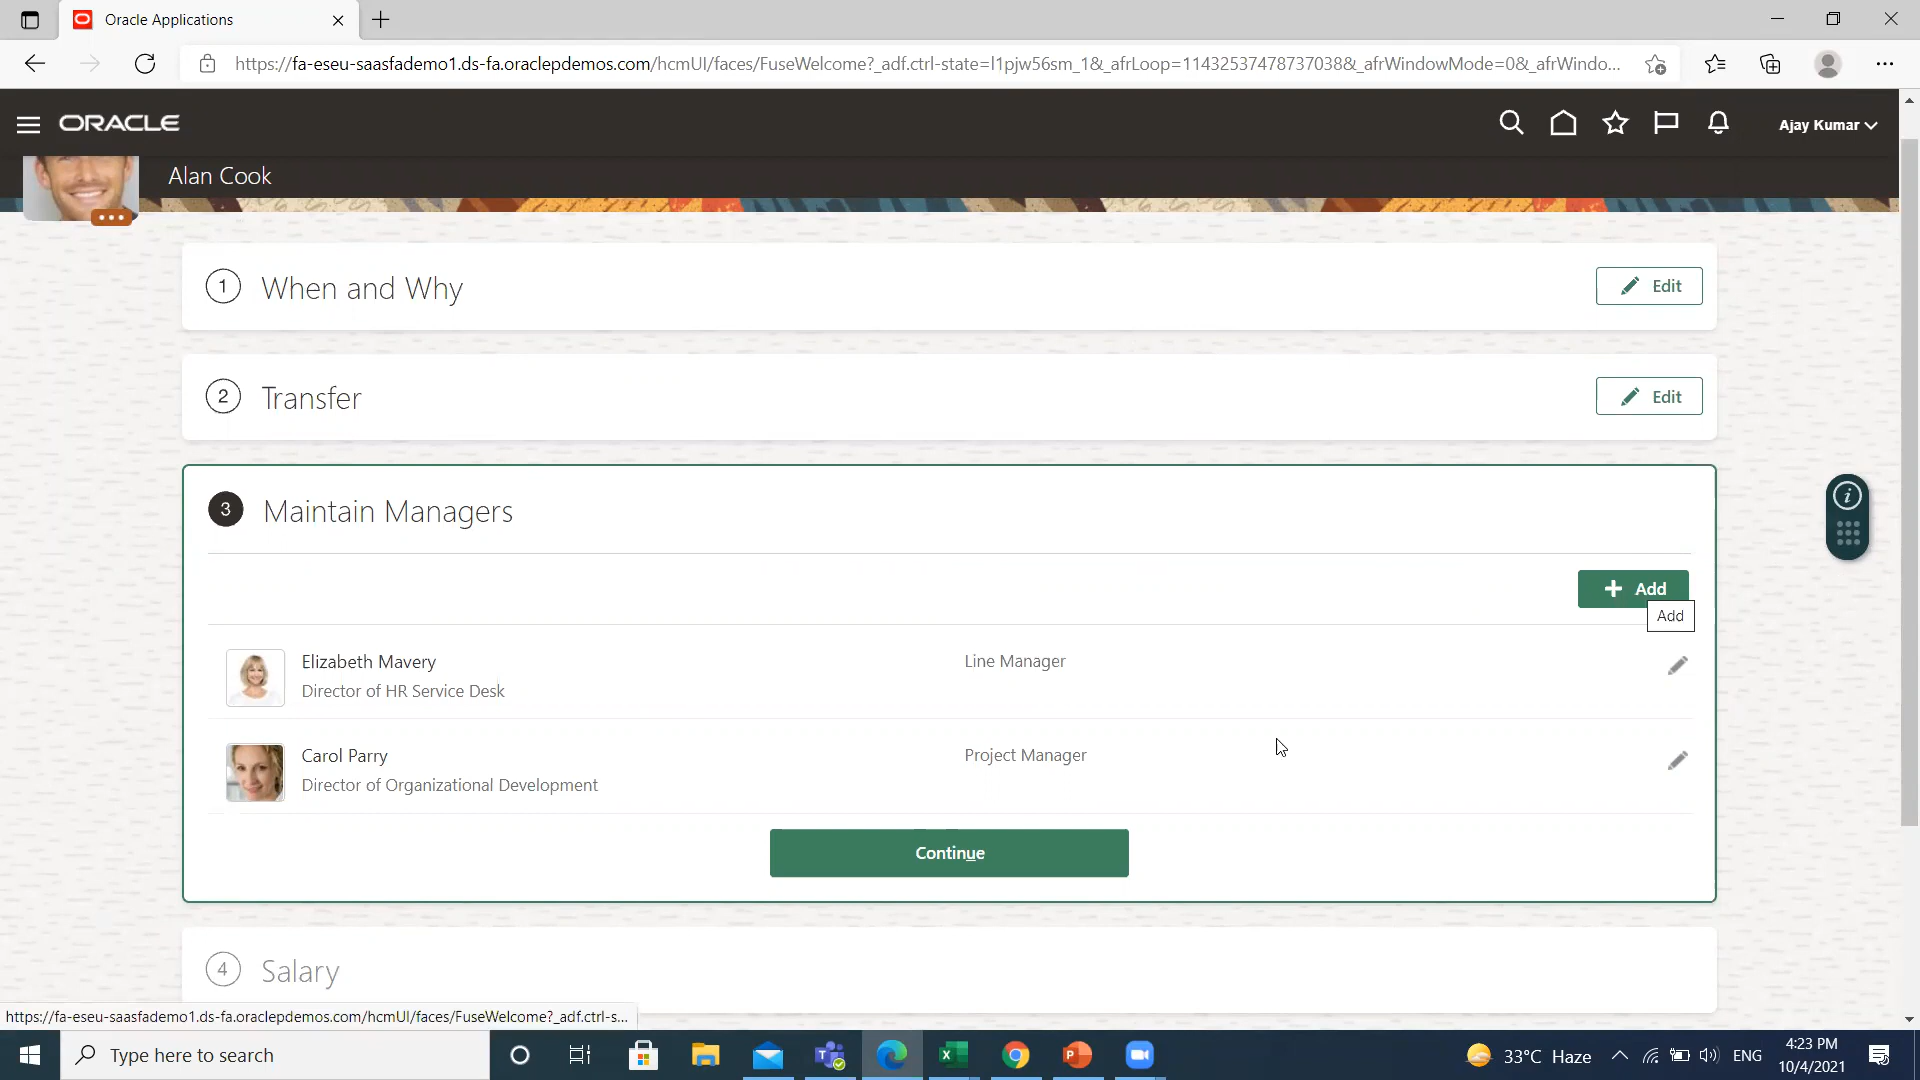 Oracle Applications
https://fa-eseu-saasfademo1.ds-fa.oraclepdemos.com/hcmUI/faces/FuseWelcome?_adf.ctrl-state=l1pjw56sm_1&_afrLoop=11432537478737038&_afrWindowMode=0&_afrWindo...
ORACLE
Ajay Kumar
Alan Cook
1 When and Why
Edit
2 Transfer
Edit
3 Maintain Managers
Add
Add
Elizabeth Mavery
Line Manager
Director of HR Service Desk
Carol Parry
Project Manager
Director of Organizational Development
Continue
4 Salary
https://fa-eseu-saasfademo1.ds-fa.oraclepdemos.com/hcmUI/faces/FuseWelcome?_adf.ctrl-s...
Type here to search
33°C Haze
ENG
4:23 PM
10/4/2021